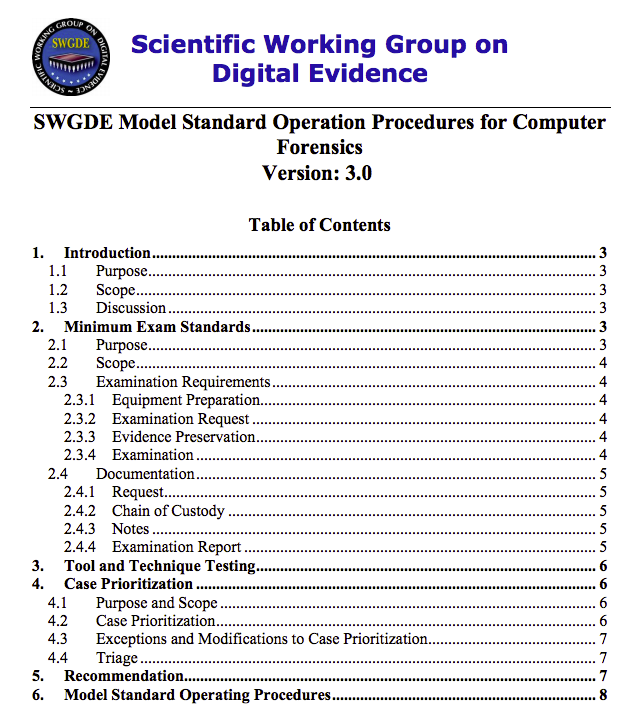 SCIENTIFIC WORKING GROUP ON DIGITAL EVIDENCE
SWGDE
Scientific Working Group on
Digital Evidence
SWGDE Model Standard Operation Procedures for Computer
Forensics
Version: 3.0
Table of Contents
1. Introduction 3
1.1 Purpose 3
1.2 Scope 3
1.3 Discussion 3
2. Minimum Exam Standards 3
2.1 Purpose 3
2.2 Scope 4
2.3 Examination Requirements 4
2.3.1 Equipment Preparation 4
2.3.2 Examination Request 4
2.3.3 Evidence Preservation 4
2.3.4 Examination 4
2.4 Documentation 5
2.4.1 Request 5
2.4.2 Chain of Custody 5
2.4.3 Notes 5
2.4.4 Examination Report 5
3. Tool and Technique Testing 6
4. Case Prioritization 6
4.1 Purpose and Scope 6
4.2 Case Prioritization 6
4.3 Exceptions and Modifications to Case Prioritization 7
4.4 Triage 7
5. Recommendation 7
6. Model Standard Operating Procedures 8